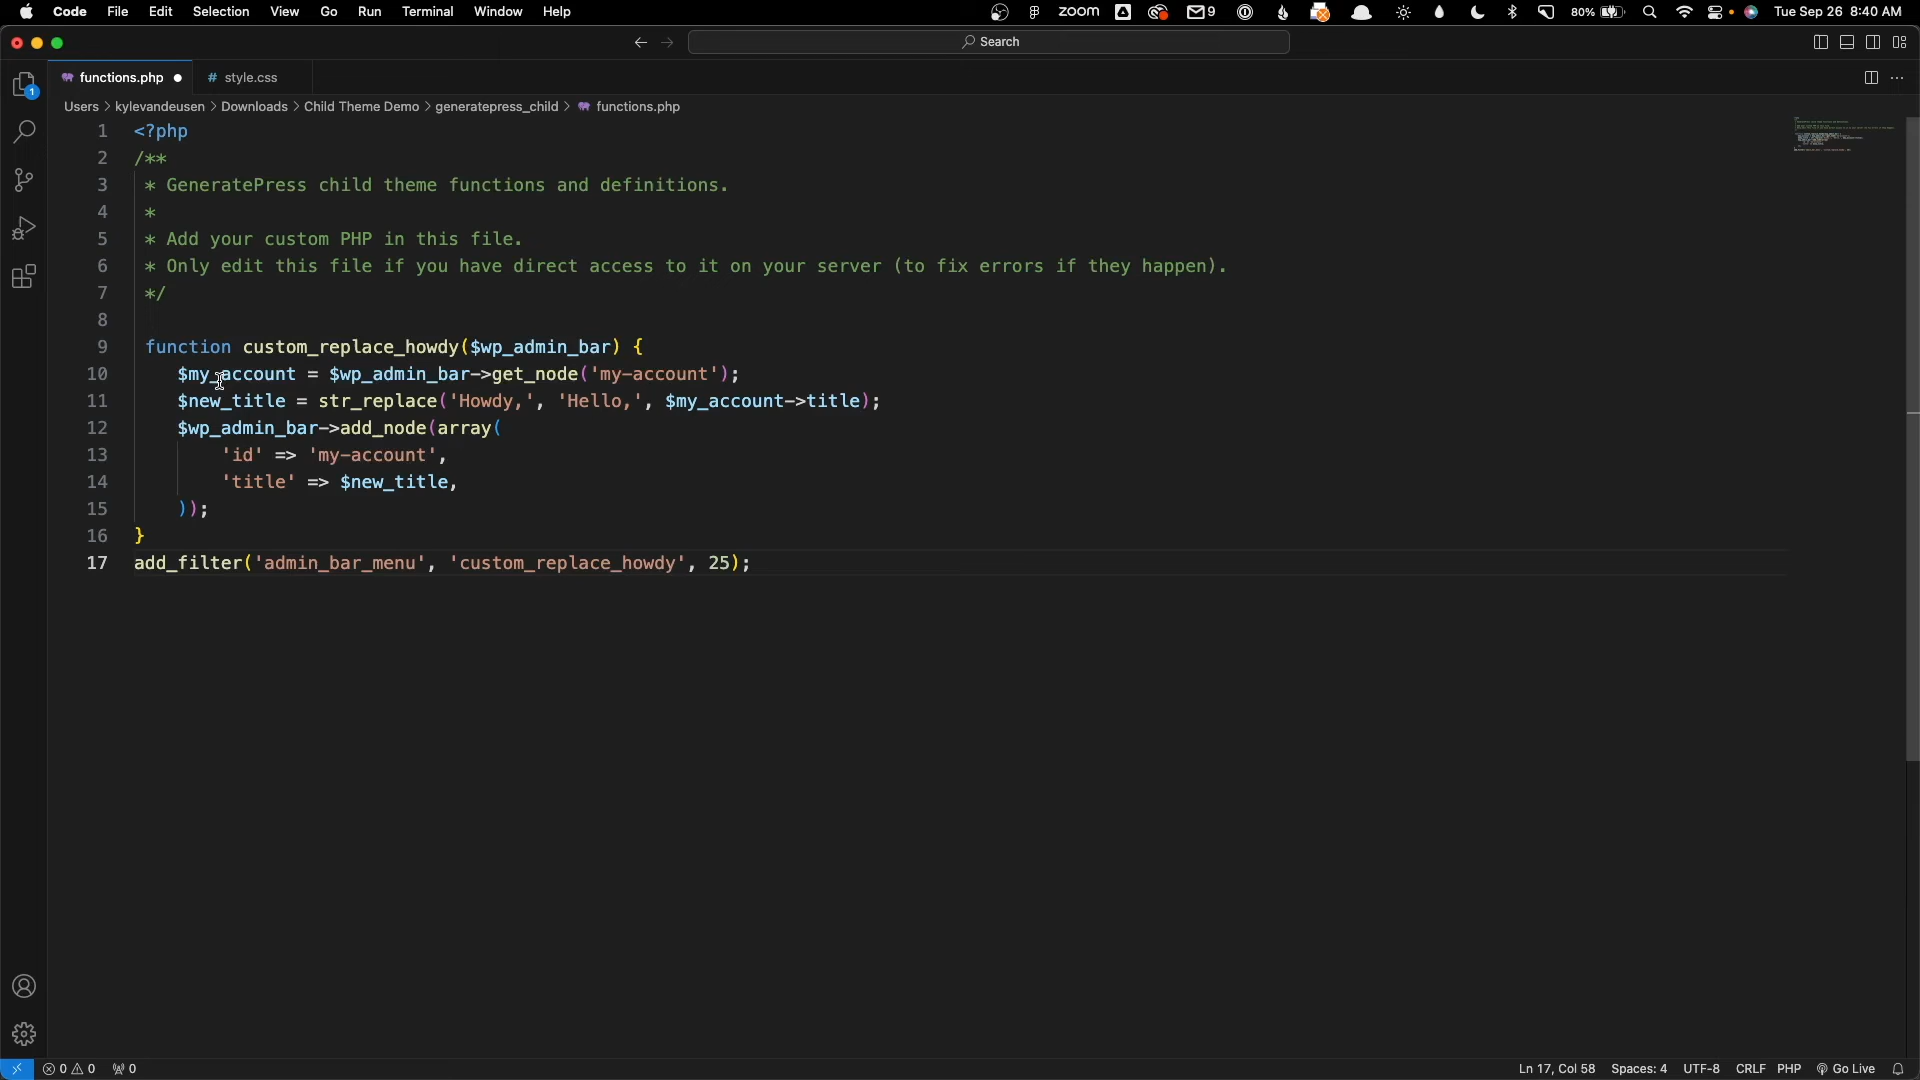 Code File Edit Selection View Go Run Terminal Window Help zoom 9 80% Tue Sep 26 8:40 AM
Search
functions.php # style.css
1
Users > kylevandeusen > Downloads > Child Theme Demo > generatepress_child > functions.php
1 <?php
2 /**
3 * GeneratePress child theme functions and definitions.
4 *
5 * Add your custom PHP in this file.
6 * Only edit this file if you have direct access to it on your server (to fix errors if they happen).
7 */
8
9 function custom_replace_howdy($wp_admin_bar) {
10 $my_account = $wp_admin_bar->get_node('my-account');
11 $new_title = str_replace('Howdy,', 'Hello,', $my_account->title);
12 $wp_admin_bar->add_node(array(
13 'id' => 'my-account',
14 'title' => $new_title,
15 ));
16 }
17 add_filter('admin_bar_menu', 'custom_replace_howdy', 25);
0 0 0 Ln 17, Col 58 Spaces: 4 UTF-8 CRLF PHP Go Live